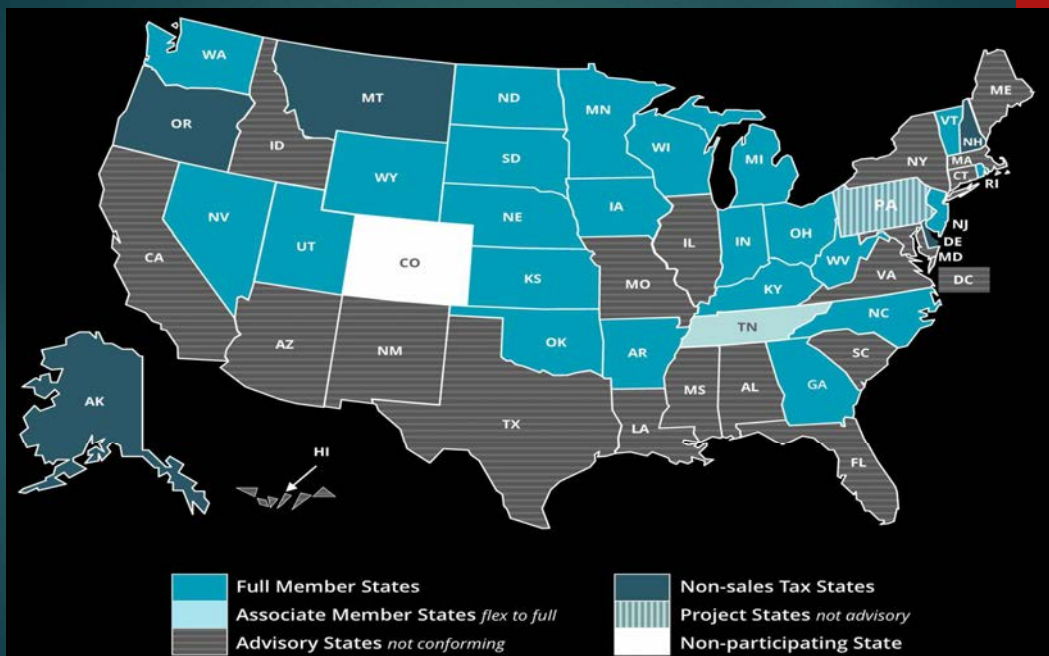 WA
MT
ND
MN
ME
OR
ID
SD
WI
MI
VT
NH
NY
MA
CT
RI
WY
NV
UT
NE
IA
PA
NJ
DE
MD
DC
CO
CA
KS
IL
IN
OH
WV
VA
MO
KY
AZ
NM
OK
AR
TN
NC
SC
MS
AL
GA
TX
LA
FL
AK
HI
Full Member States
Associate Member States flex to full
Advisory States not conforming
Non-sales Tax States
Project States not advisory
Non-participating State